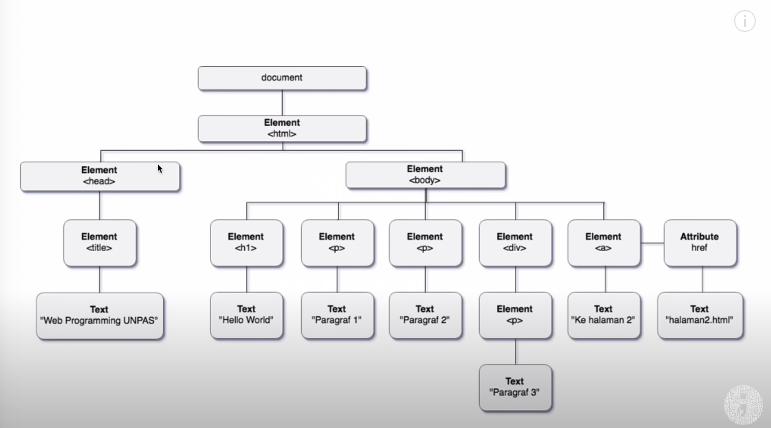 document
Element
<html>
Element
<head>
Element
<body>
Element
<title>
Element
<h1>
Element
<p>
Element
<p>
Element
<div>
Element
<a>
Attribute
href
Text
"Web Programming UNPAS"
Text
"Hello World"
Text
"Paragraf 1"
Text
"Paragraf 2"
Element
<p>
Text
"Ke halaman 2"
Text
"halaman2.html"
Text
"Paragraf 3"